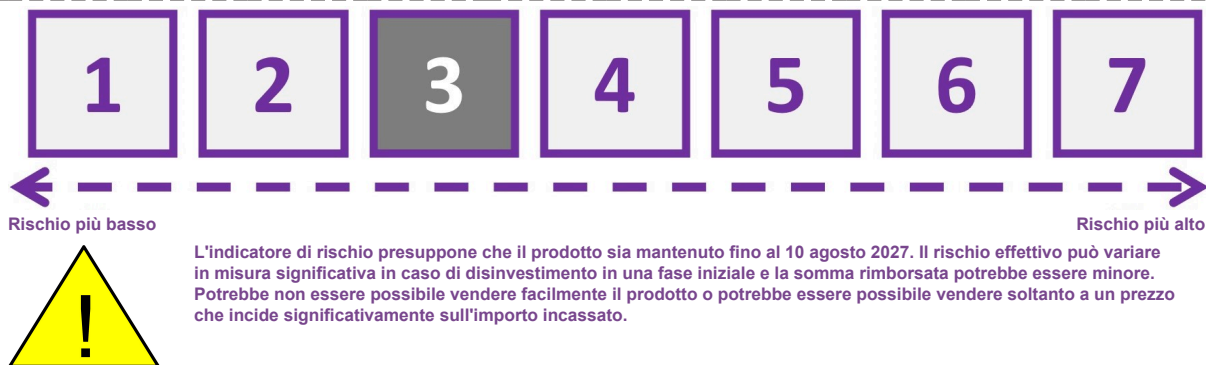 1 2 3 4 5 6 7
Rischio più basso Rischio più alto
L'indicatore di rischio presuppone che il prodotto sia mantenuto fino al 10 agosto 2027. Il rischio effettivo può variare
in misura significativa in caso di disinvestimento in una fase iniziale e la somma rimborsata potrebbe essere minore.
Potrebbe non essere possibile vendere facilmente il prodotto o potrebbe essere possibile vendere soltanto a un prezzo
che incide significativamente sull'importo incassato.
!